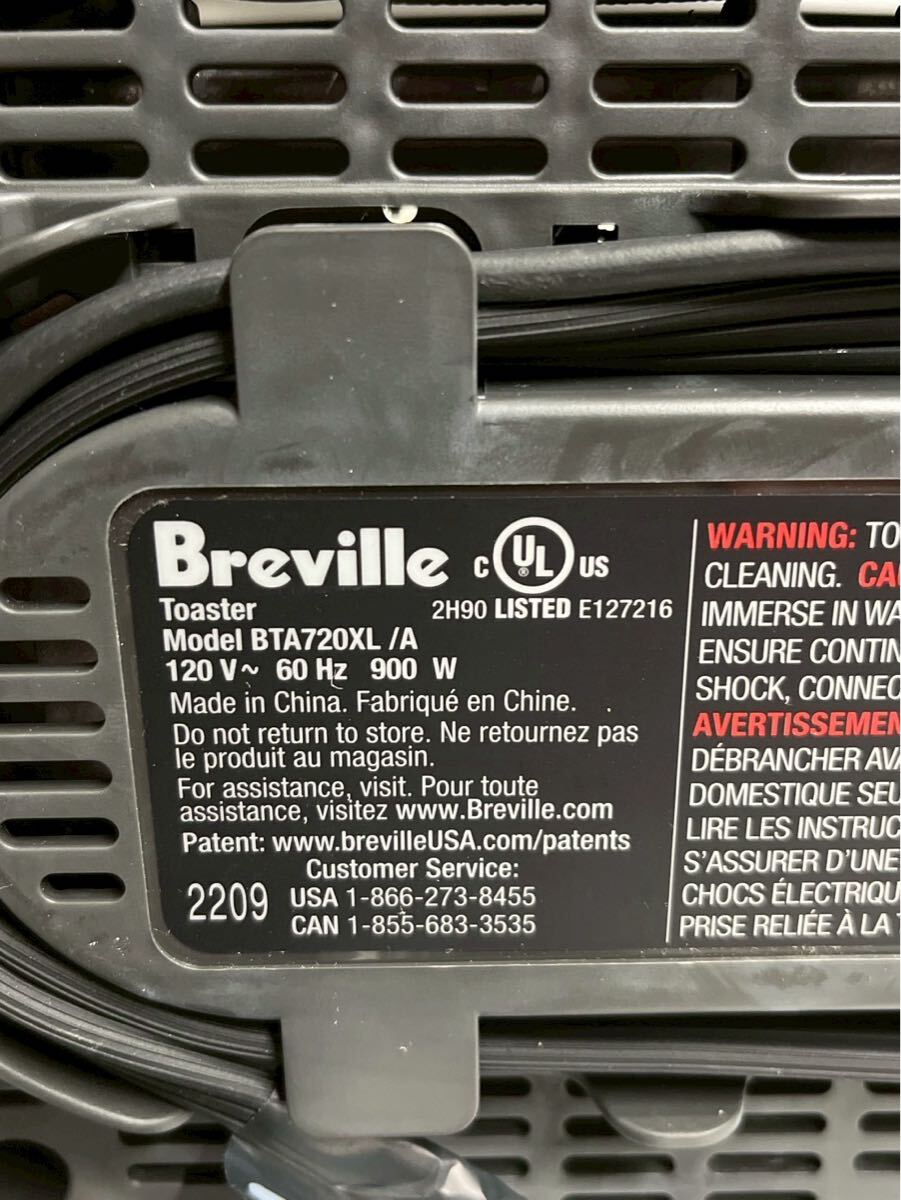 Breville
C UL US
Toaster
2H90 LISTED E127216
Model BTA720XL /A
120 V~ 60 Hz 900 W
Made in China. Fabriqué en Chine.
Do not return to store. Ne retournez pas
le produit au magasin.
For assistance, visit. Pour toute
assistance, visitez www.Breville.com
Patent: www.brevilleUSA.com/patents
Customer Service:
2209
USA 1-866-273-8455
CAN 1-855-683-3535
WARNING: TO
CLEANING.
IMMERSE IN
ENSURE
SHOCK,
DÉBRANCHER
DOMESTIQUE
LIRE LES
S'ASSURER D'UNE
CHOCS
PRISE RELIÉE À LA